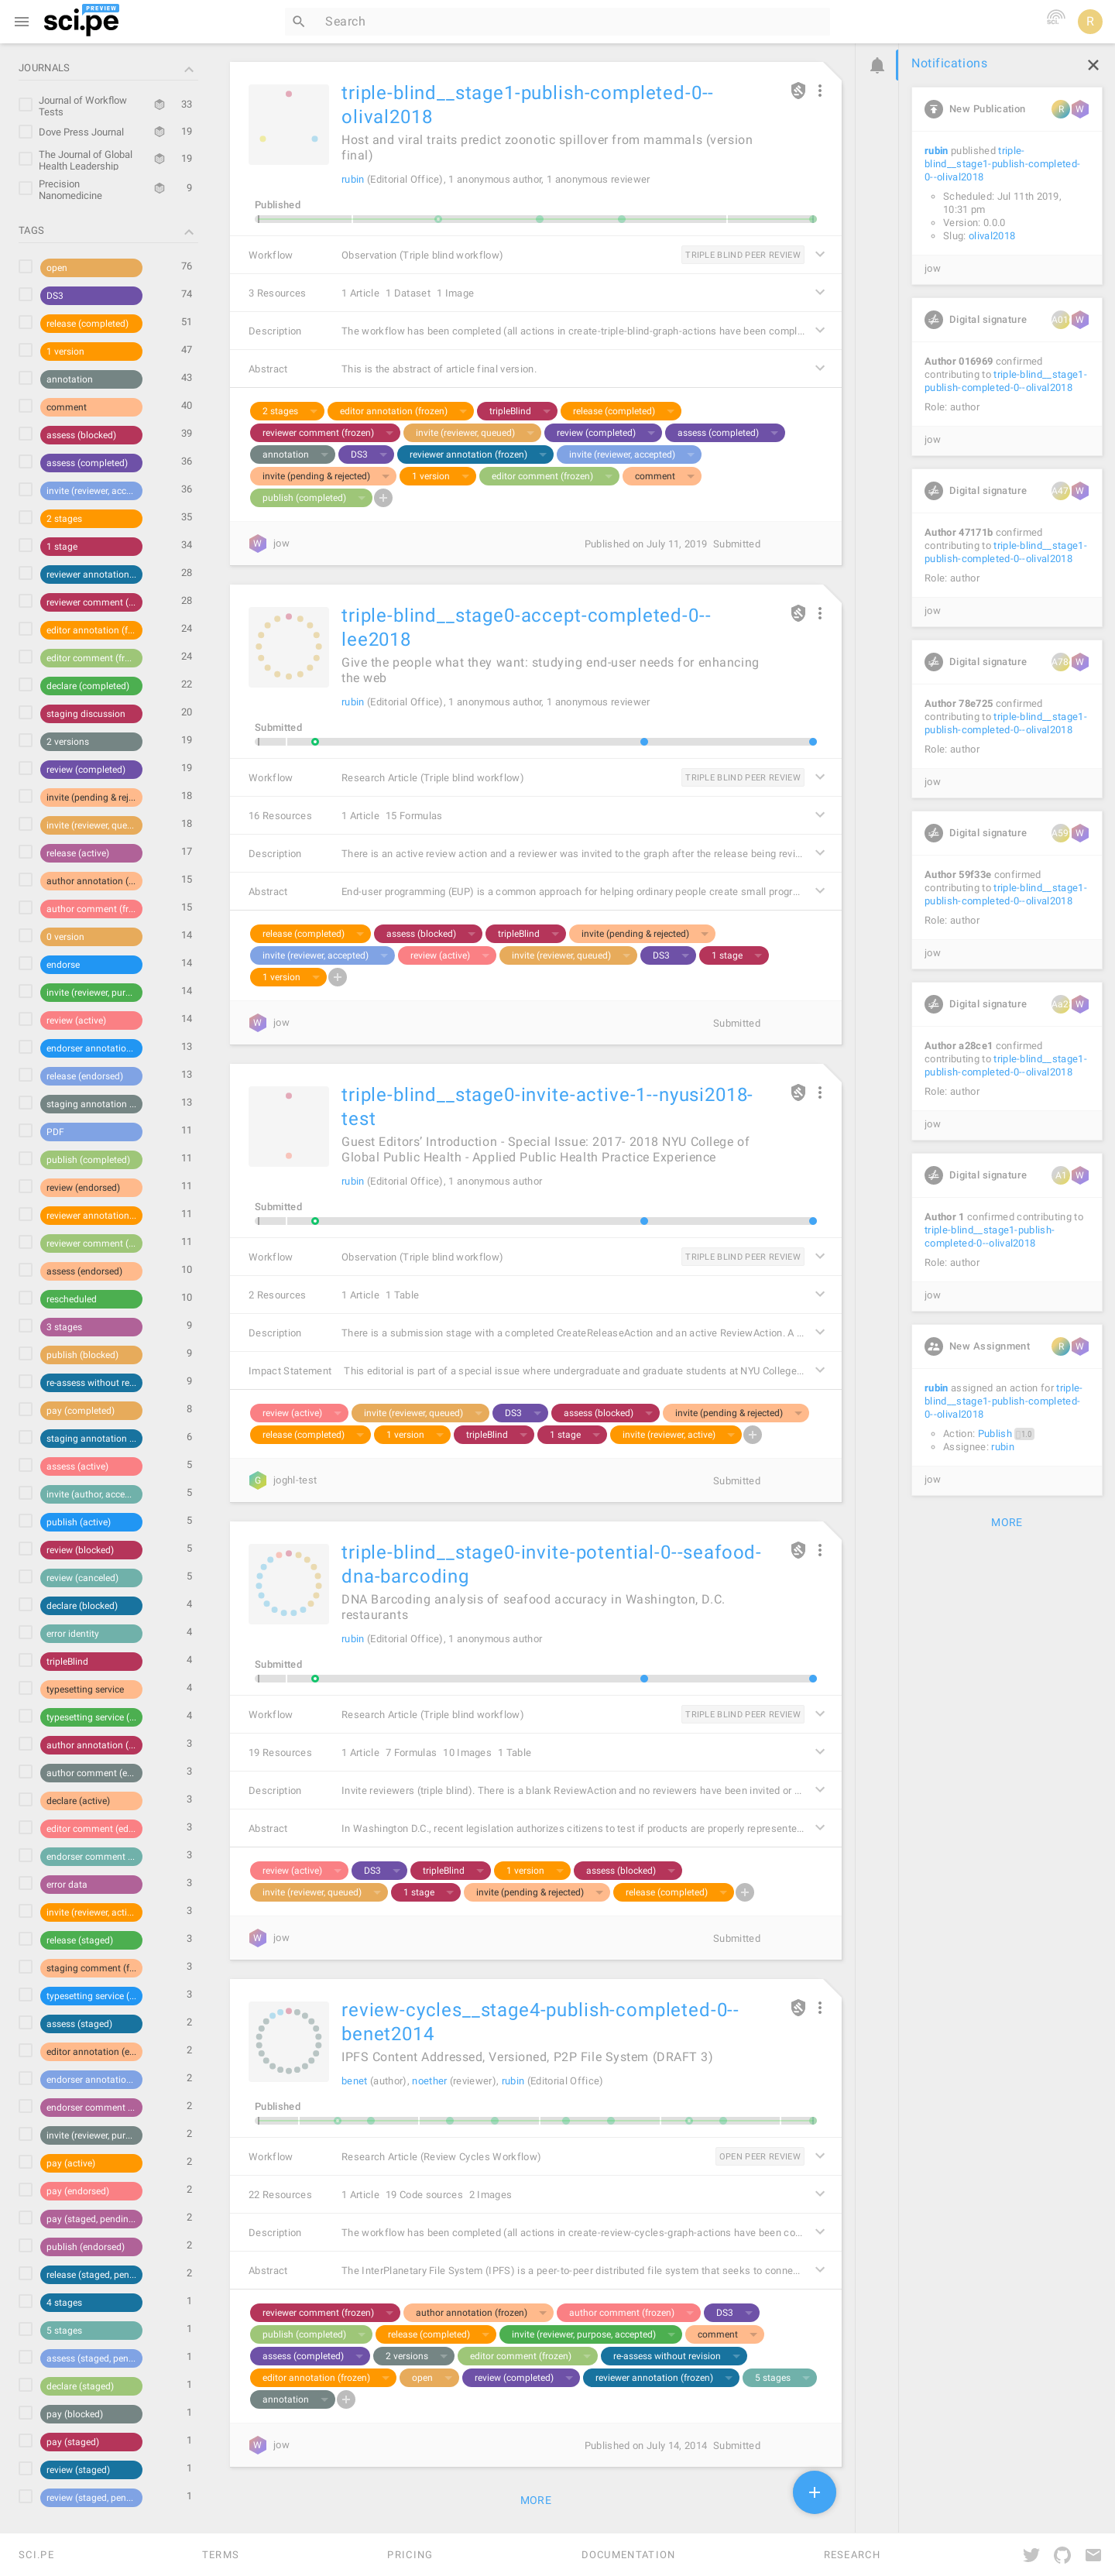 sci.pe
PREVIEW
Search
R
JOURNALS
Journal of Workflow
Tests
33
Dove Press Journal
19
The Journal of Global
Health Leadership
19
Precision
Nanomedicine
9
TAGS
open 76
DS3 74
release (completed) 51
1 version 47
annotation 43
comment 40
assess (blocked) 39
assess (completed) 36
invite (reviewer, acc... 36
2 stages 35
1 stage 34
reviewer annotation... 28
reviewer comment (... 28
editor annotation (f... 24
editor comment (fr... 24
declare (completed) 22
staging discussion 20
2 versions 19
review (completed) 19
invite (pending & rej... 18
invite (reviewer, que... 18
release (active) 17
author annotation (... 15
author comment (fr... 15
0 version 14
endorse 14
invite (reviewer, pur... 14
review (active) 14
endorser annotatio... 13
release (endorsed) 13
staging annotation ... 13
PDF 11
publish (completed) 11
review (endorsed) 11
reviewer annotation... 11
reviewer comment (... 11
assess (endorsed) 10
rescheduled 10
3 stages 9
publish (blocked) 9
re-assess without re... 9
pay (completed) 8
staging annotation ... 6
assess (active) 5
invite (author, acce... 5
publish (active) 5
review (blocked) 5
review (canceled) 5
declare (blocked) 4
error identity 4
tripleBlind 4
typesetting service 4
typesetting service (... 4
author annotation (... 3
author comment (e... 3
declare (active) 3
editor comment (ed... 3
endorser comment ... 3
error data 3
invite (reviewer, acti... 3
release (staged) 3
staging comment (f... 3
typesetting service (... 3
assess (staged) 2
editor annotation (e... 2
endorser annotatio... 2
endorser comment ... 2
invite (reviewer, pur... 2
pay (active) 2
pay (endorsed) 2
pay (staged, pendin... 2
publish (endorsed) 2
release (staged, pen... 2
4 stages 1
5 stages 1
assess (staged, pen... 1
declare (staged) 1
pay (blocked) 1
pay (staged) 1
review (staged) 1
review (staged, pen... 1
triple-blind__stage1-publish-completed-0--
olival2018
Host and viral traits predict zoonotic spillover from mammals (version
final)
rubin (Editorial Office), 1 anonymous author, 1 anonymous reviewer
Published
Workflow Observation (Triple blind workflow) TRIPLE BLIND PEER REVIEW
3 Resources 1 Article 1 Dataset 1 Image
Description The workflow has been completed (all actions in create-triple-blind-graph-actions have been compl...
Abstract This is the abstract of article final version.
2 stages editor annotation (frozen) tripleBlind release (completed)
reviewer comment (frozen) invite (reviewer, queued) review (completed) assess (completed)
annotation DS3 reviewer annotation (frozen) invite (reviewer, accepted)
invite (pending & rejected) 1 version editor comment (frozen) comment
publish (completed)
W jow Published on July 11, 2019 Submitted
triple-blind__stage0-accept-completed-0--
lee2018
Give the people what they want: studying end-user needs for enhancing
the web
rubin (Editorial Office), 1 anonymous author, 1 anonymous reviewer
Submitted
Workflow Research Article (Triple blind workflow) TRIPLE BLIND PEER REVIEW
16 Resources 1 Article 15 Formulas
Description There is an active review action and a reviewer was invited to the graph after the release being revi...
Abstract End-user programming (EUP) is a common approach for helping ordinary people create small progr...
release (completed) assess (blocked) tripleBlind invite (pending & rejected)
invite (reviewer, accepted) review (active) invite (reviewer, queued) DS3 1 stage
1 version
W jow Submitted
triple-blind__stage0-invite-active-1--nyusi2018-
test
Guest Editors' Introduction - Special Issue: 2017- 2018 NYU College of
Global Public Health - Applied Public Health Practice Experience
rubin (Editorial Office), 1 anonymous author
Submitted
Workflow Observation (Triple blind workflow) TRIPLE BLIND PEER REVIEW
2 Resources 1 Article 1 Table
Description There is a submission stage with a completed CreateReleaseAction and an active ReviewAction. A ...
Impact Statement This editorial is part of a special issue where undergraduate and graduate students at NYU College...
review (active) invite (reviewer, queued) DS3 assess (blocked) invite (pending & rejected)
release (completed) 1 version tripleBlind 1 stage invite (reviewer, active)
G joghl-test Submitted
triple-blind__stage0-invite-potential-0--seafood-
dna-barcoding
DNA Barcoding analysis of seafood accuracy in Washington, D.C.
restaurants
rubin (Editorial Office), 1 anonymous author
Submitted
Workflow Research Article (Triple blind workflow) TRIPLE BLIND PEER REVIEW
19 Resources 1 Article 7 Formulas 10 Images 1 Table
Description Invite reviewers (triple blind). There is a blank ReviewAction and no reviewers have been invited or ...
Abstract In Washington D.C., recent legislation authorizes citizens to test if products are properly represente...
review (active) DS3 tripleBlind 1 version assess (blocked)
invite (reviewer, queued) 1 stage invite (pending & rejected) release (completed)
W jow Submitted
review-cycles__stage4-publish-completed-0--
benet2014
IPFS Content Addressed, Versioned, P2P File System (DRAFT 3)
benet (author), noether (reviewer), rubin (Editorial Office)
Published
Workflow Research Article (Review Cycles Workflow) OPEN PEER REVIEW
22 Resources 1 Article 19 Code sources 2 Images
Description The workflow has been completed (all actions in create-review-cycles-graph-actions have been co...
Abstract The InterPlanetary File System (IPFS) is a peer-to-peer distributed file system that seeks to conne...
reviewer comment (frozen) author annotation (frozen) author comment (frozen) DS3
publish (completed) release (completed) invite (reviewer, purpose, accepted) comment
assess (completed) 2 versions editor comment (frozen) re-assess without revision
editor annotation (frozen) open review (completed) reviewer annotation (frozen) 5 stages
annotation
W jow Published on July 14, 2014 Submitted
MORE
Notifications
New Publication R W
rubin published triple-
blind__stage1-publish-completed-
0--olival2018
Scheduled: Jul 11th 2019,
10:31 pm
Version: 0.0.0
Slug: olival2018
jow
Digital signature A01 W
Author 016969 confirmed
contributing to triple-blind__stage1-
publish-completed-0--olival2018
Role: author
jow
Digital signature A47 W
Author 47171b confirmed
contributing to triple-blind__stage1-
publish-completed-0--olival2018
Role: author
jow
Digital signature A78 W
Author 78e725 confirmed
contributing to triple-blind__stage1-
publish-completed-0--olival2018
Role: author
jow
Digital signature A59 W
Author 59f33e confirmed
contributing to triple-blind__stage1-
publish-completed-0--olival2018
Role: author
jow
Digital signature Aa2 W
Author a28ce1 confirmed
contributing to triple-blind__stage1-
publish-completed-0--olival2018
Role: author
jow
Digital signature A1 W
Author 1 confirmed contributing to
triple-blind__stage1-publish-
completed-0--olival2018
Role: author
jow
New Assignment R W
rubin assigned an action for triple-
blind__stage1-publish-completed-
0--olival2018
Action: Publish 1.0
Assignee: rubin
jow
MORE
SCI.PE TERMS PRICING DOCUMENTATION RESEARCH